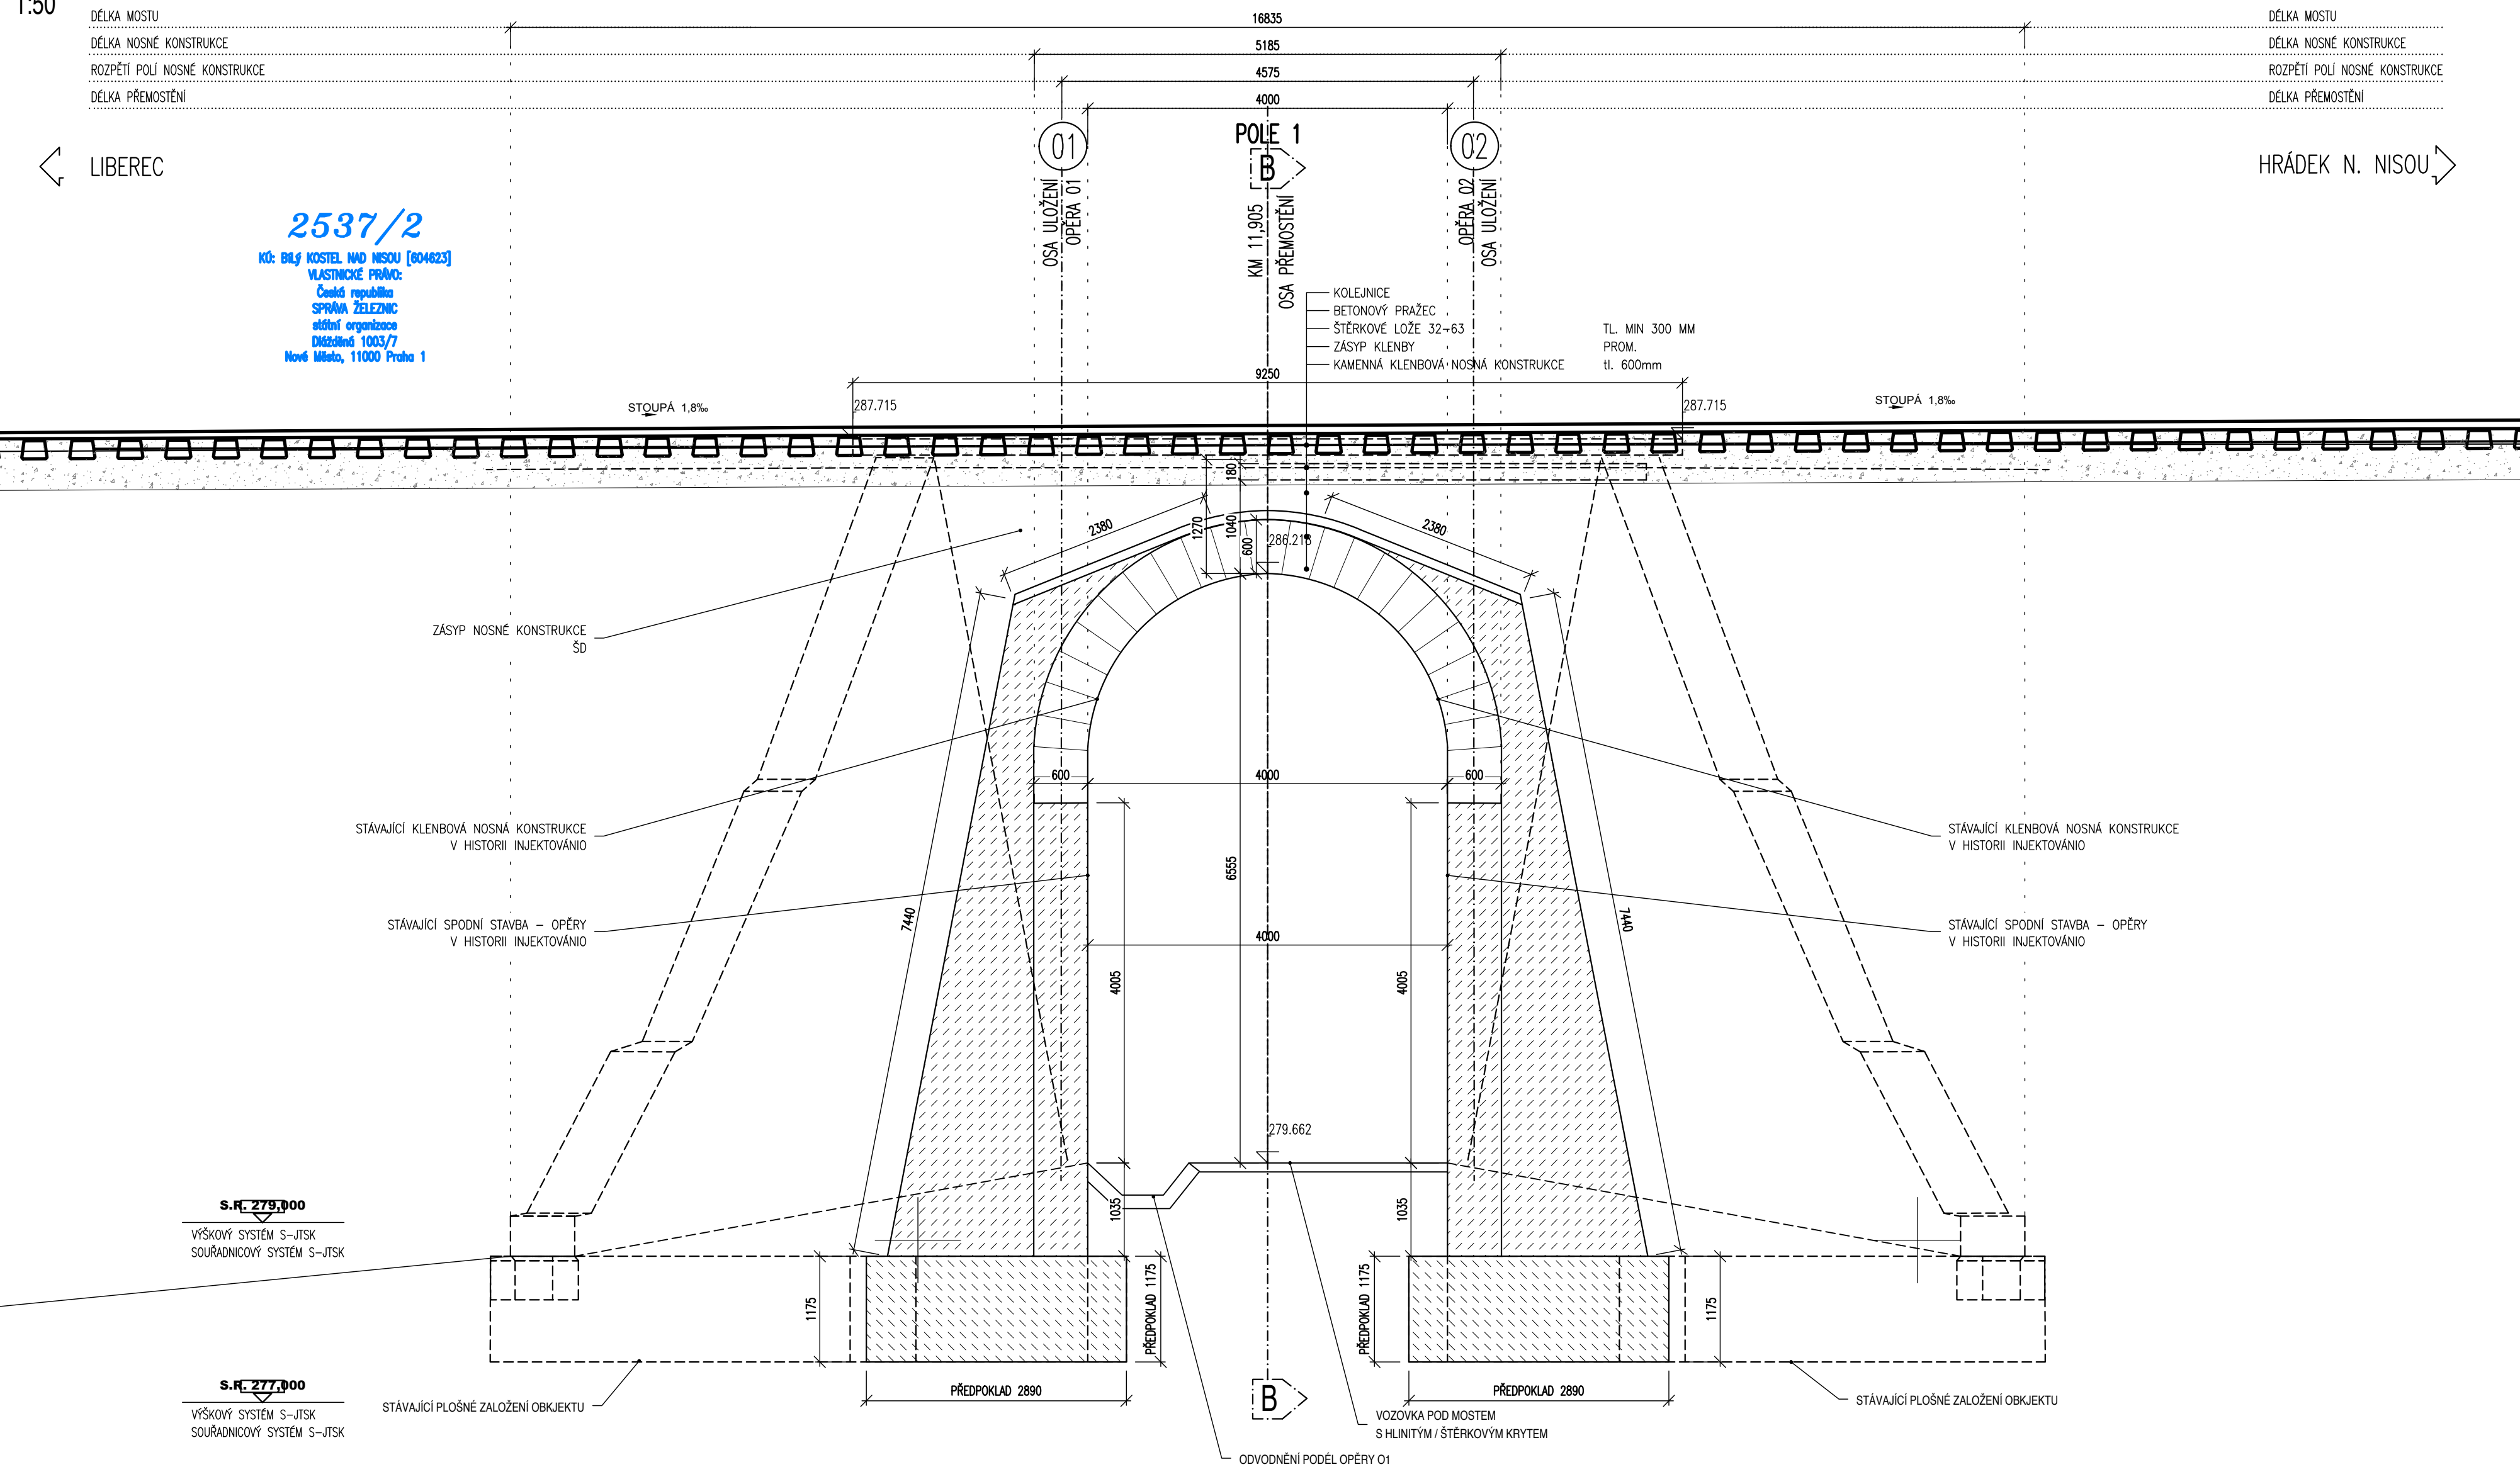 1:50
DÉLKA MOSTU
16835
DÉLKA MOSTU
DÉLKA NOSNÉ KONSTRUKCE
5185
DÉLKA NOSNÉ KONSTRUKCE
ROZPĚTÍ POLÍ NOSNÉ KONSTRUKCE
4575
ROZPĚTÍ POLÍ NOSNÉ KONSTRUKCE
DÉLKA PŘEMOSTĚNÍ
4000
DÉLKA PŘEMOSTĚNÍ
LIBEREC
01
POLE 1
B
02
HRÁDEK N. NISOU
OSA ULOŽENÍ
OPĚRA 01
KM 11,905
OSA PŘEMOSTĚNÍ
OPĚRA 02
OSA ULOŽENÍ
2537/2
KÚ: BÍLÝ KOSTEL NAD NISOU [604623]
VLASTNICKÉ PRÁVO:
Česká republika
SPRÁVA ŽELEZNIC
státní organizace
Dlážděná 1003/7
Nové Město, 11000 Praha 1
KOLEJNICE
BETONOVÝ PRAŽEC
ŠTĚRKOVÉ LOŽE 32-63 TL. MIN 300 MM
ZÁSYP KLENBY PROM.
KAMENNÁ KLENBOVÁ NOSNÁ KONSTRUKCE tl. 600mm
9250
STOUPÁ 1,8‰
287.715
287.715
STOUPÁ 1,8‰
180
2380
1270
1040
600
286.218
2380
ZÁSYP NOSNÉ KONSTRUKCE
ŠD
600
4000
600
STÁVAJÍCÍ KLENBOVÁ NOSNÁ KONSTRUKCE
V HISTORII INJEKTOVÁNIO
STÁVAJÍCÍ KLENBOVÁ NOSNÁ KONSTRUKCE
V HISTORII INJEKTOVÁNIO
6555
7440
7440
STÁVAJÍCÍ SPODNÍ STAVBA – OPĚRY
V HISTORII INJEKTOVÁNIO
STÁVAJÍCÍ SPODNÍ STAVBA – OPĚRY
V HISTORII INJEKTOVÁNIO
4000
4005
4005
279.662
1035
1035
S.R. 279,000
VÝŠKOVÝ SYSTÉM S-JTSK
SOUŘADNICOVÝ SYSTÉM S-JTSK
1175
PŘEDPOKLAD 1175
PŘEDPOKLAD 1175
1175
S.R. 277,000
VÝŠKOVÝ SYSTÉM S-JTSK
SOUŘADNICOVÝ SYSTÉM S-JTSK
STÁVAJÍCÍ PLOŠNÉ ZALOŽENÍ OBKJEKTU
PŘEDPOKLAD 2890
B
PŘEDPOKLAD 2890
STÁVAJÍCÍ PLOŠNÉ ZALOŽENÍ OBKJEKTU
VOZOVKA POD MOSTEM
S HLINITÝM / ŠTĚRKOVÝM KRYTEM
ODVODNĚNÍ PODÉL OPĚRY O1